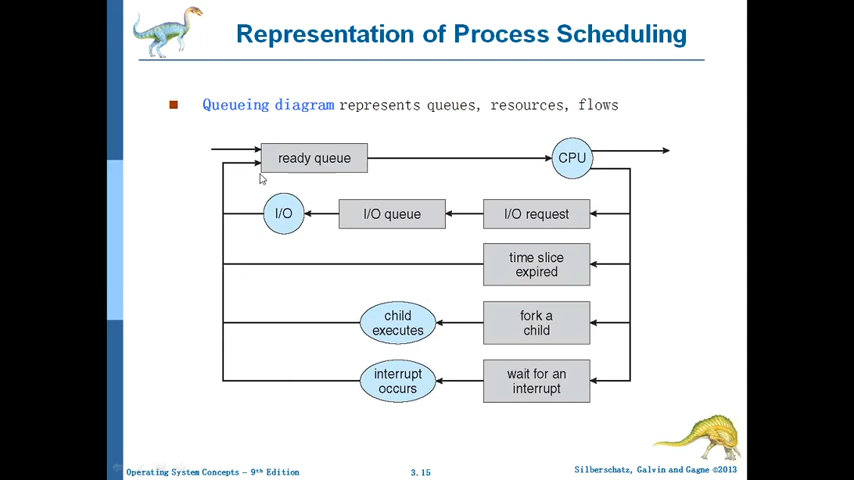 Representation of Process Scheduling
Queueing diagram represents queues, resources, flows
ready queue
CPU
I/O
I/O queue
I/O request
time slice
expired
child
executes
fork a
child
interrupt
occurs
wait for an
interrupt
Operating System Concepts – 9th Edition
3.15
Silberschatz, Galvin and Gagne ©2013